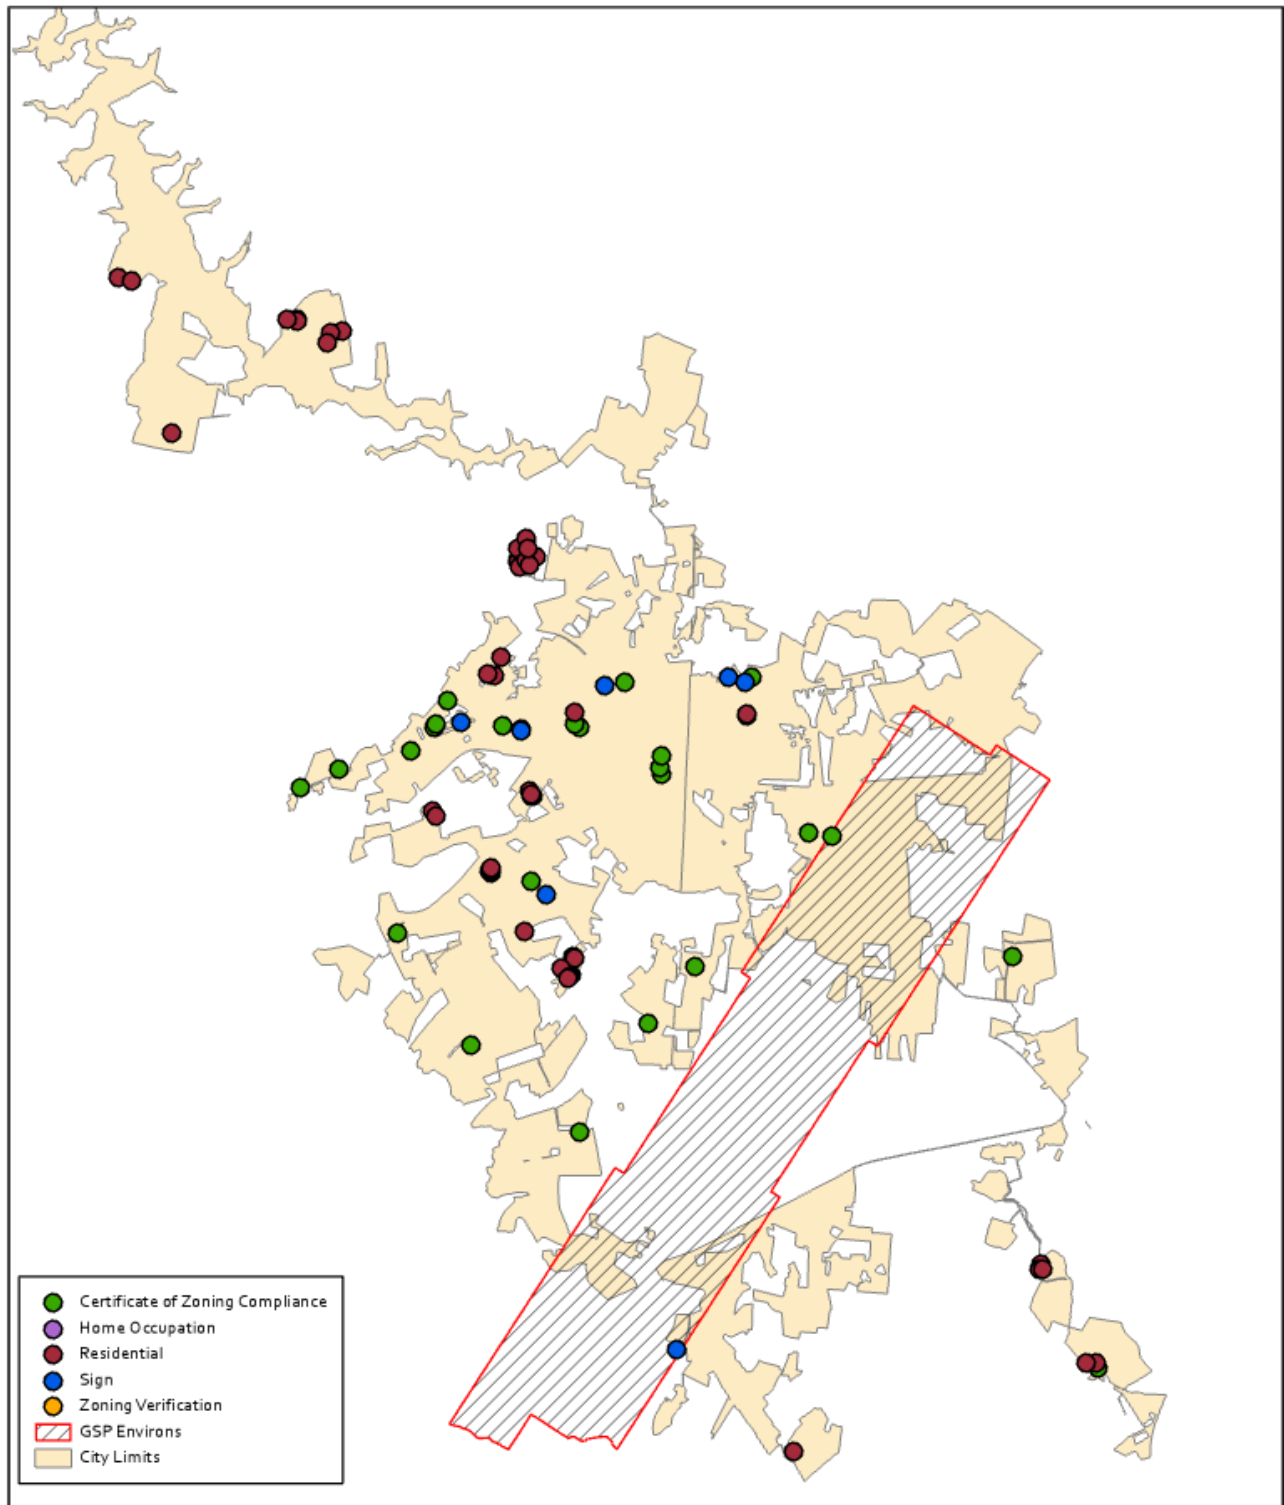 Certificate of Zoning Compliance
Home Occupation
Residential
Sign
Zoning Verification
GSP Environs
City Limits